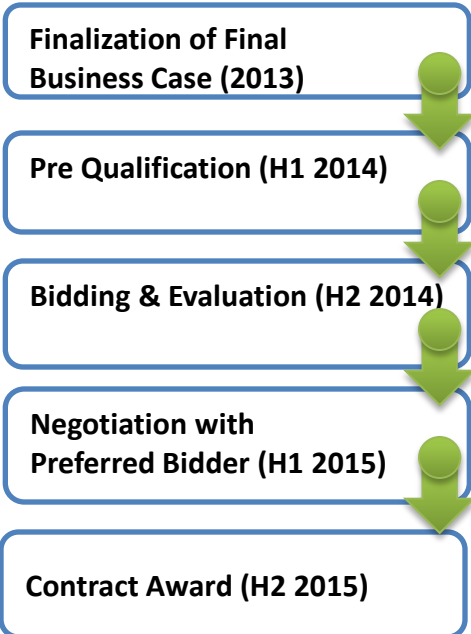 Finalization of Final
Business Case (2013)
Pre Qualification (H1 2014)
Bidding & Evaluation (H2 2014)
Negotiation with
Preferred Bidder (H1 2015)
Contract Award (H2 2015)